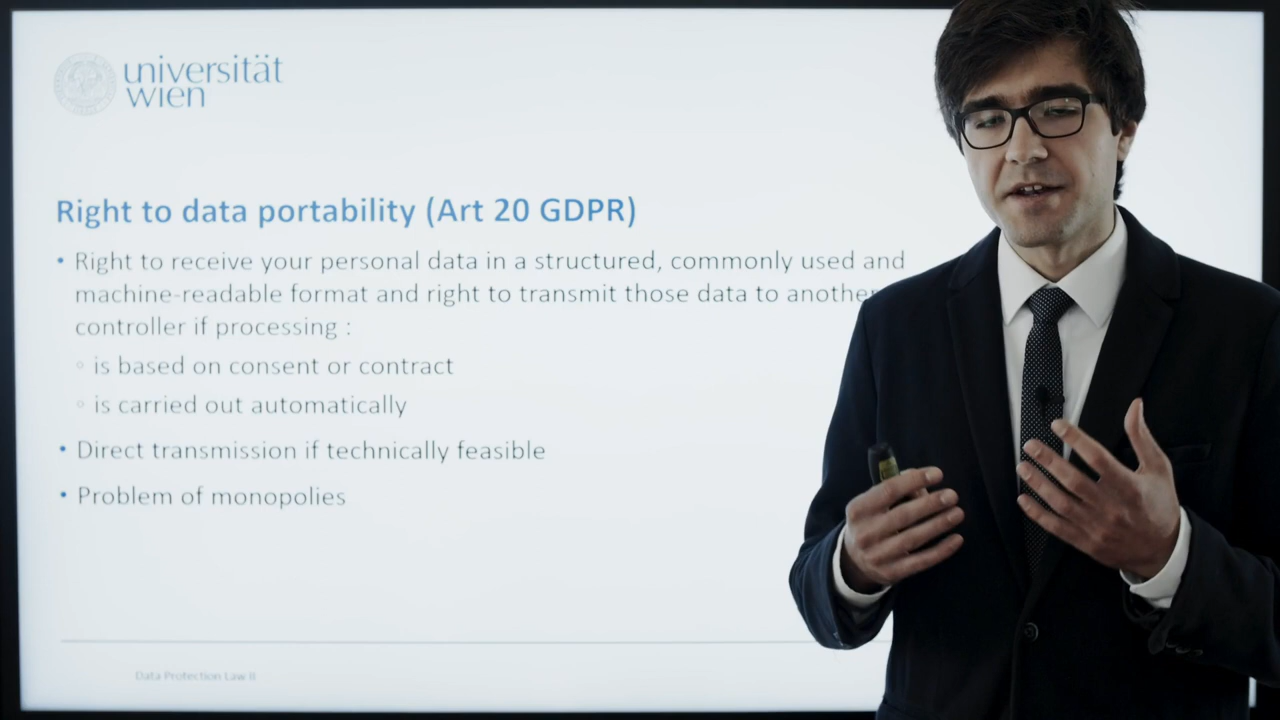 universität
wien
Right to data portability (Art 20 GDPR)
• Right to receive your personal data in a structured, commonly used and
machine-readable format and right to transmit those data to another
controller if processing :
◦ is based on consent or contract
◦ is carried out automatically
• Direct transmission if technically feasible
• Problem of monopolies
Data Protection Law II